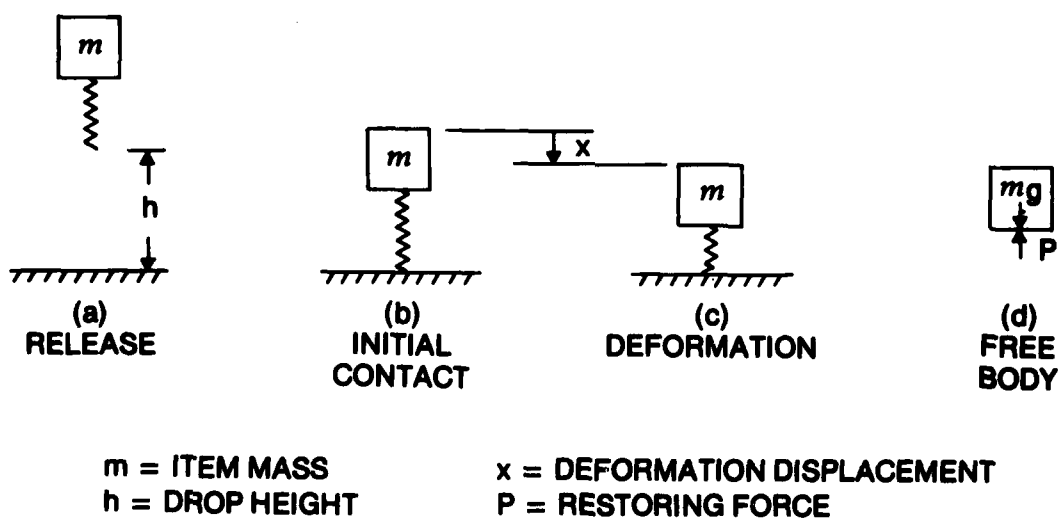 m
m
x
m
mg
h
P
(a)
RELEASE
(b)
INITIAL
CONTACT
(c)
DEFORMATION
(d)
FREE
BODY
m = ITEM MASS
h = DROP HEIGHT
x = DEFORMATION DISPLACEMENT
P = RESTORING FORCE